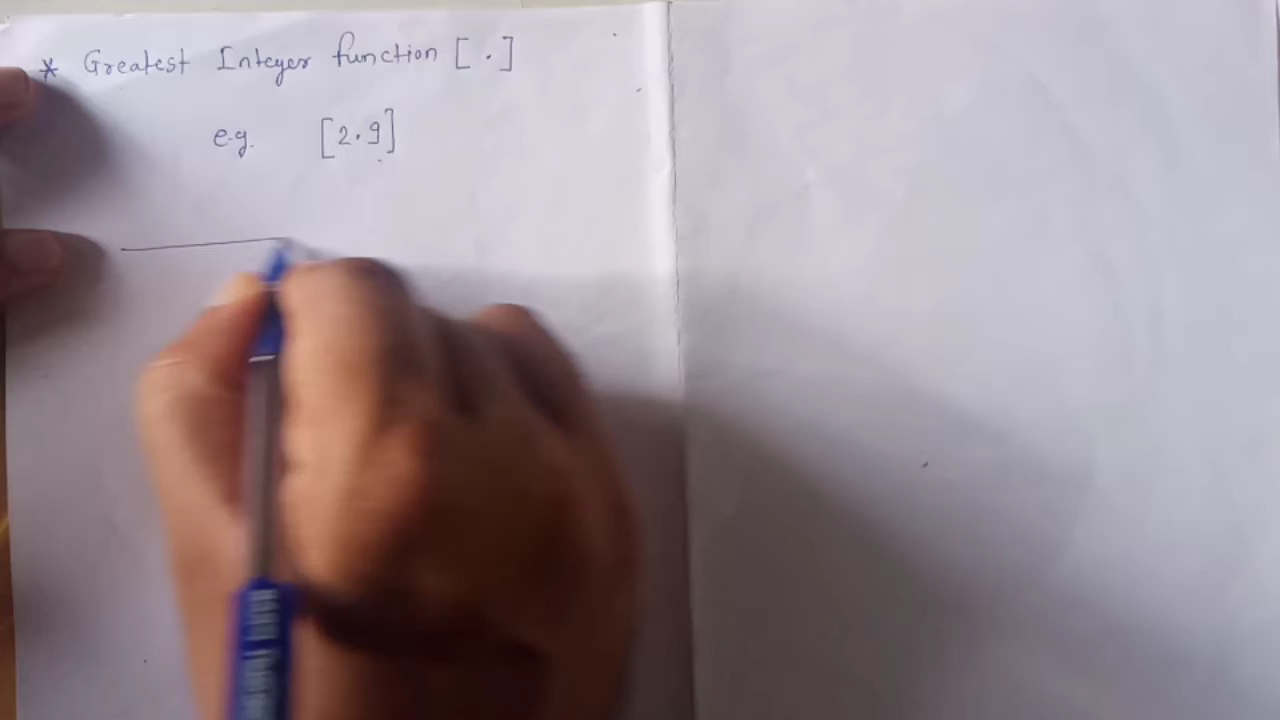 * Greatest Integer function [ . ]
e.g. [2.9]